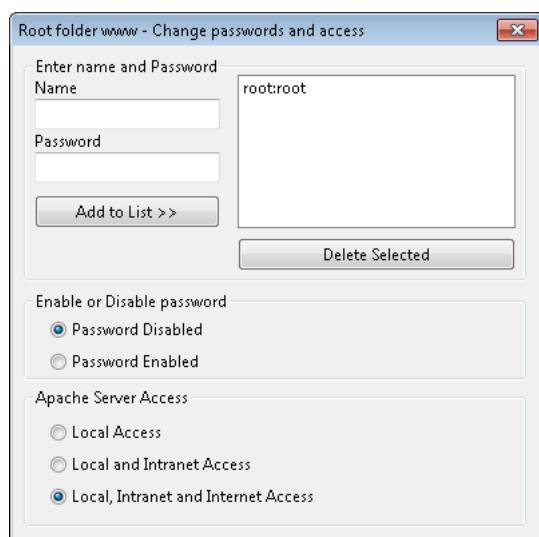 Root folder www - Change passwords and access
Enter name and Password
Name
root:root
Password
Add to List >>
Delete Selected
Enable or Disable password
Password Disabled
Password Enabled
Apache Server Access
Local Access
Local and Intranet Access
Local, Intranet and Internet Access